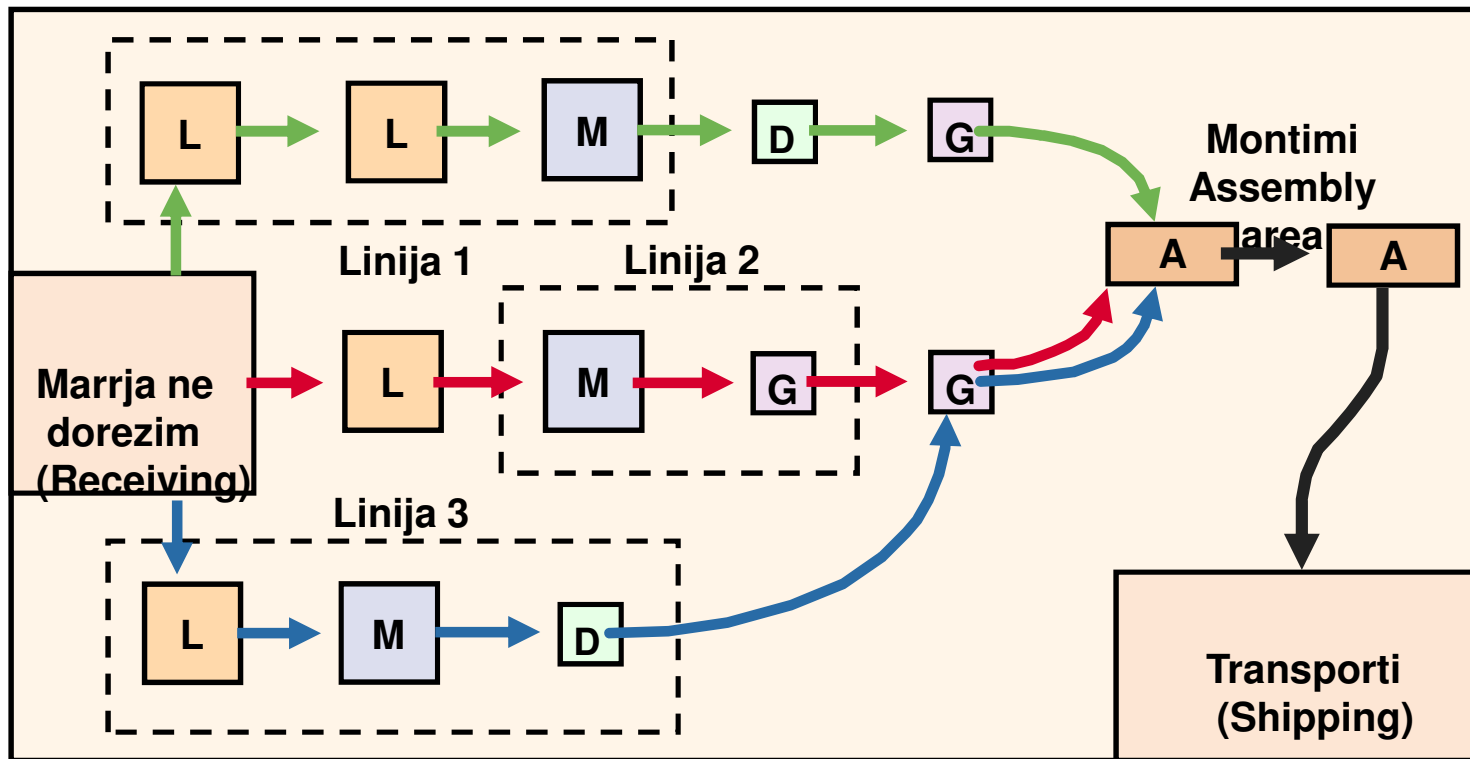 L
L
M
D
G
Montimi
Assembly
area
A
A
Linija 1
Linija 2
Marrja ne
dorezim
(Receiving)
L
M
G
G
Linija 3
L
M
D
Transporti
(Shipping)